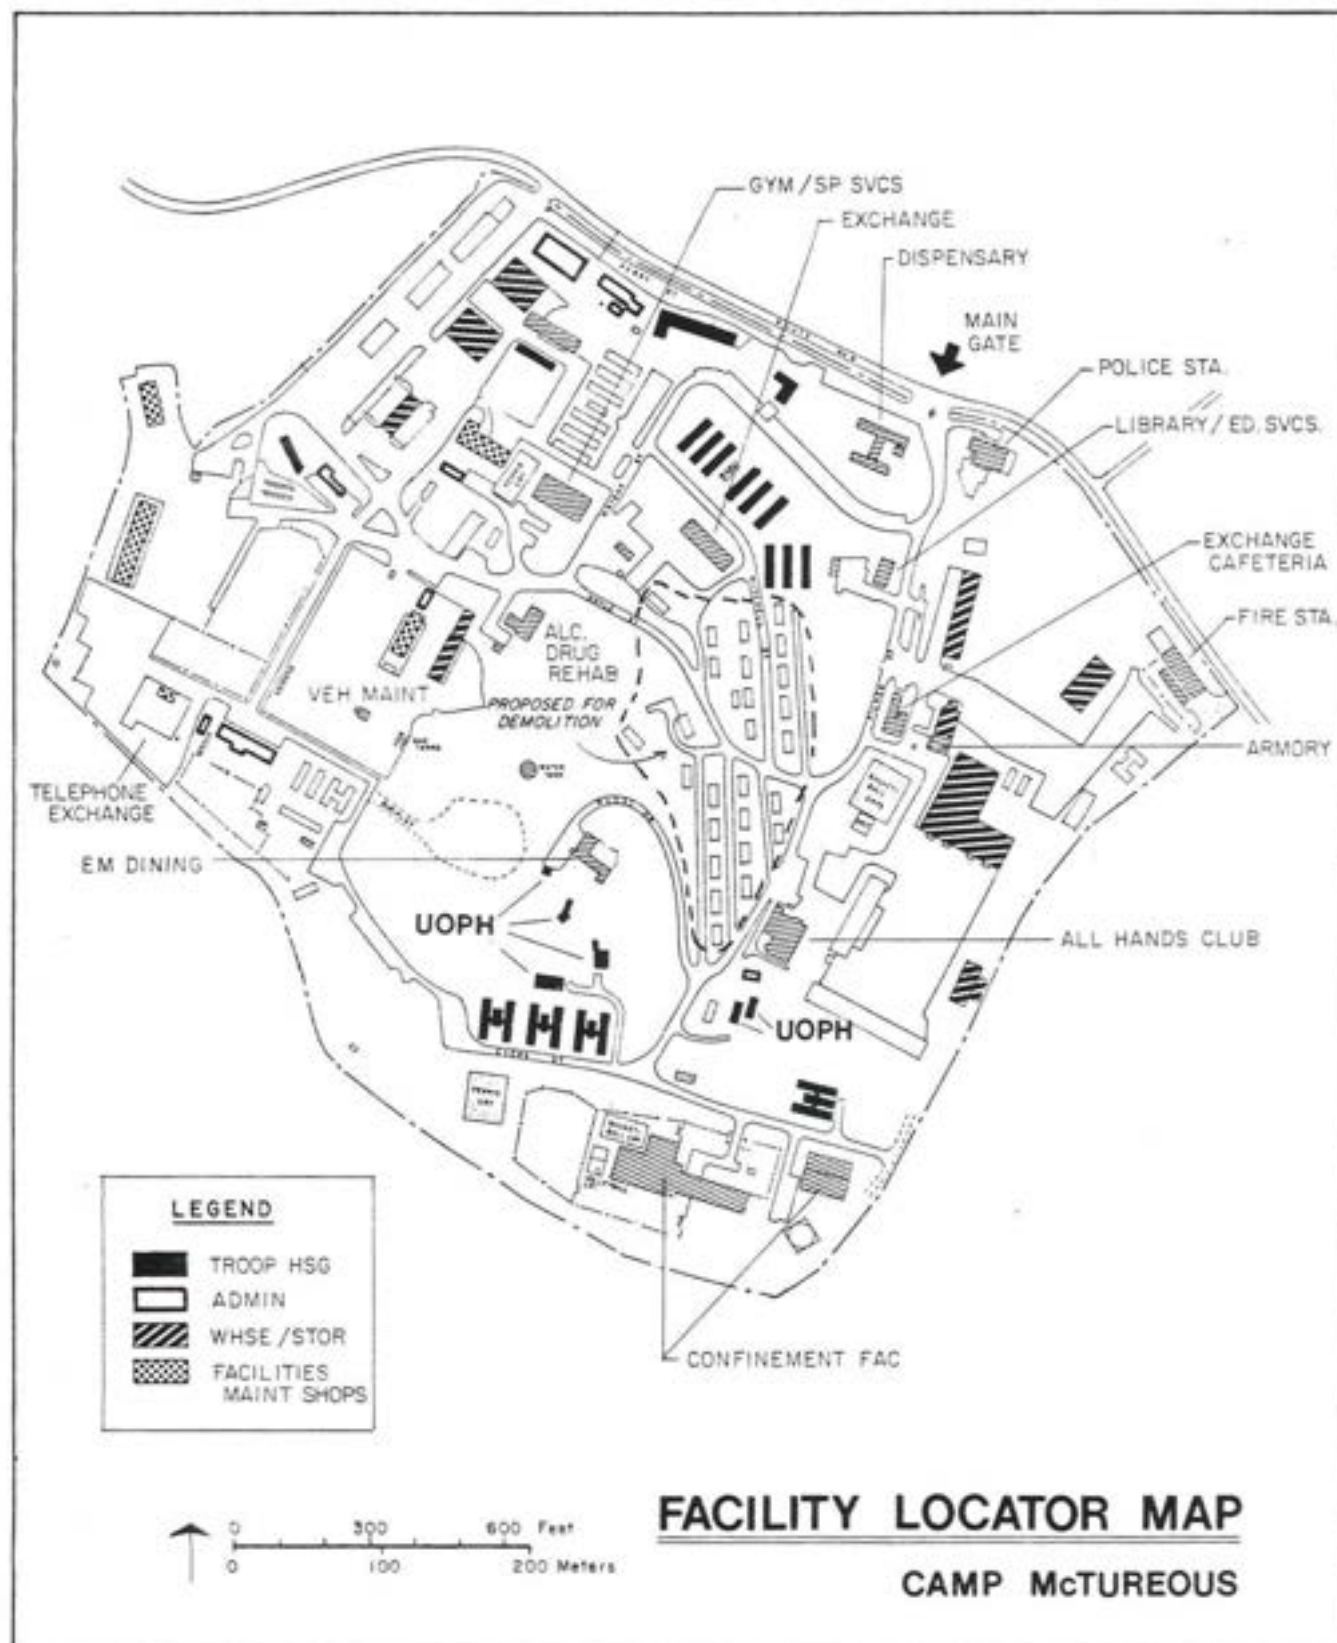 GYM/SP SVCS
EXCHANGE
DISPENSARY
MAIN
GATE
POLICE STA.
LIBRARY/ED. SVCS.
EXCHANGE
CAFETERIA
FIRE STA.
ALC.
DRUG
REHAB
VEH MAINT
PROPOSED FOR
DEMOLITION
ARMORY
TELEPHONE
EXCHANGE
EM DINING
UOPH
ALL HANDS CLUB
UOPH
LEGEND
TROOP HSG
ADMIN
WHSE/STOR
FACILITIES
MAINT SHOPS
CONFINEMENT FAC
0 300 600 Feet
0 100 200 Meters
FACILITY LOCATOR MAP
CAMP McTUREOUS